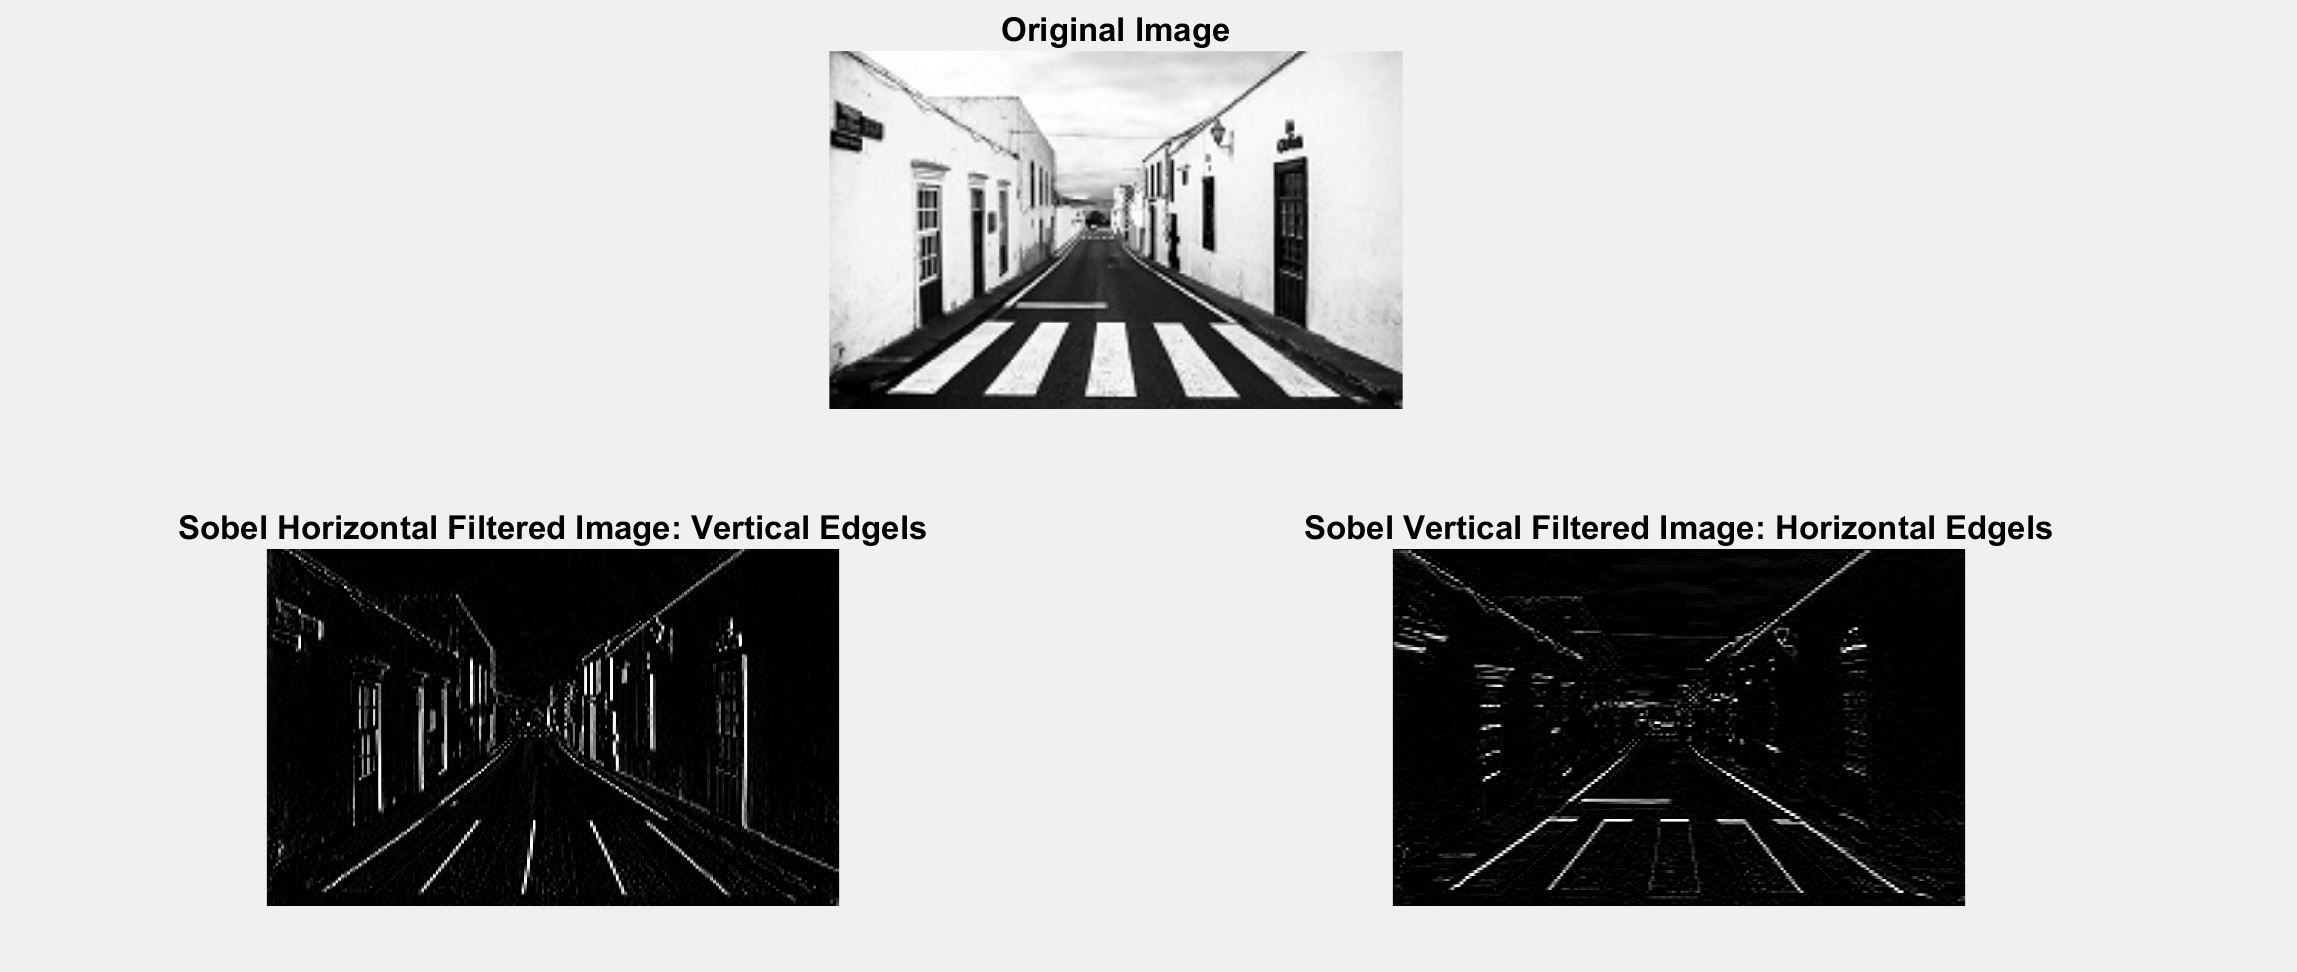 Original Image
Sobel Horizontal Filtered Image: Vertical Edgels
Sobel Vertical Filtered Image: Horizontal Edgels